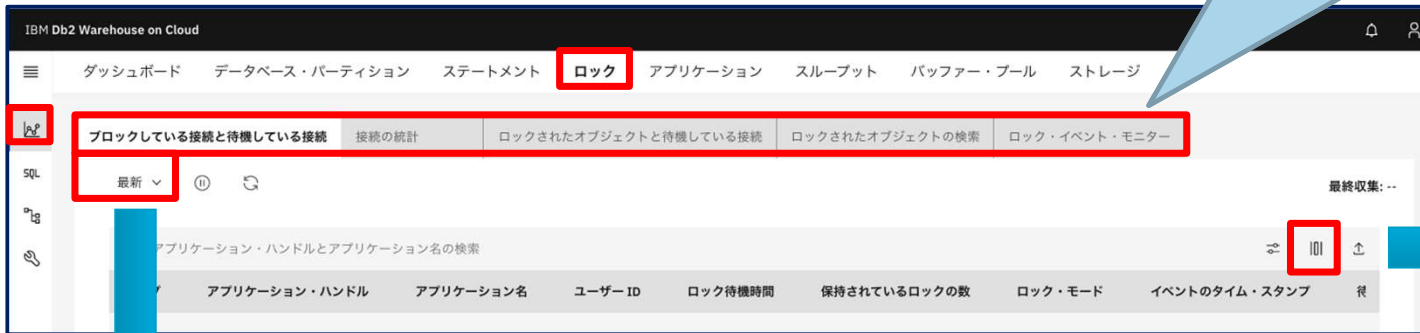 IBM Db2 Warehouse on Cloud
ダッシュボード データベース・パーティション ステートメント ロック アプリケーション スループット バッファー・プール ストレージ
ブロックしている接続と待機している接続 接続の統計 ロックされたオブジェクトと待機している接続 ロックされたオブジェクトの検索 ロック・イベント・モニター
SQL
最新 最終収集: --
アプリケーション・ハンドルとアプリケーション名の検索
アプリケーション・ハンドル アプリケーション名 ユーザー ID ロック待機時間 保持されているロックの数 ロック・モード イベントのタイム・スタンプ